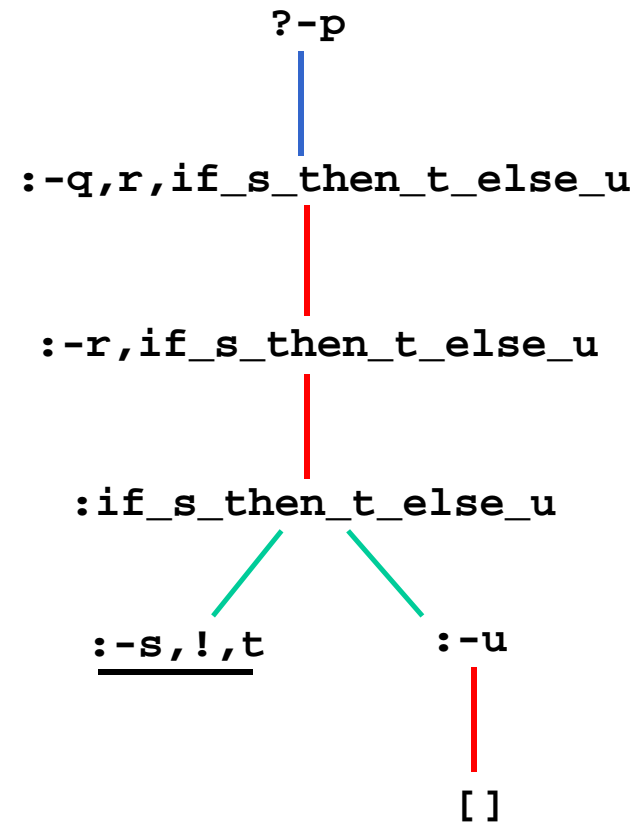 ?-p
:-q,r,if_s_then_t_else_u
:-r,if_s_then_t_else_u
:if_s_then_t_else_u
:-s,!,t :-u
[]